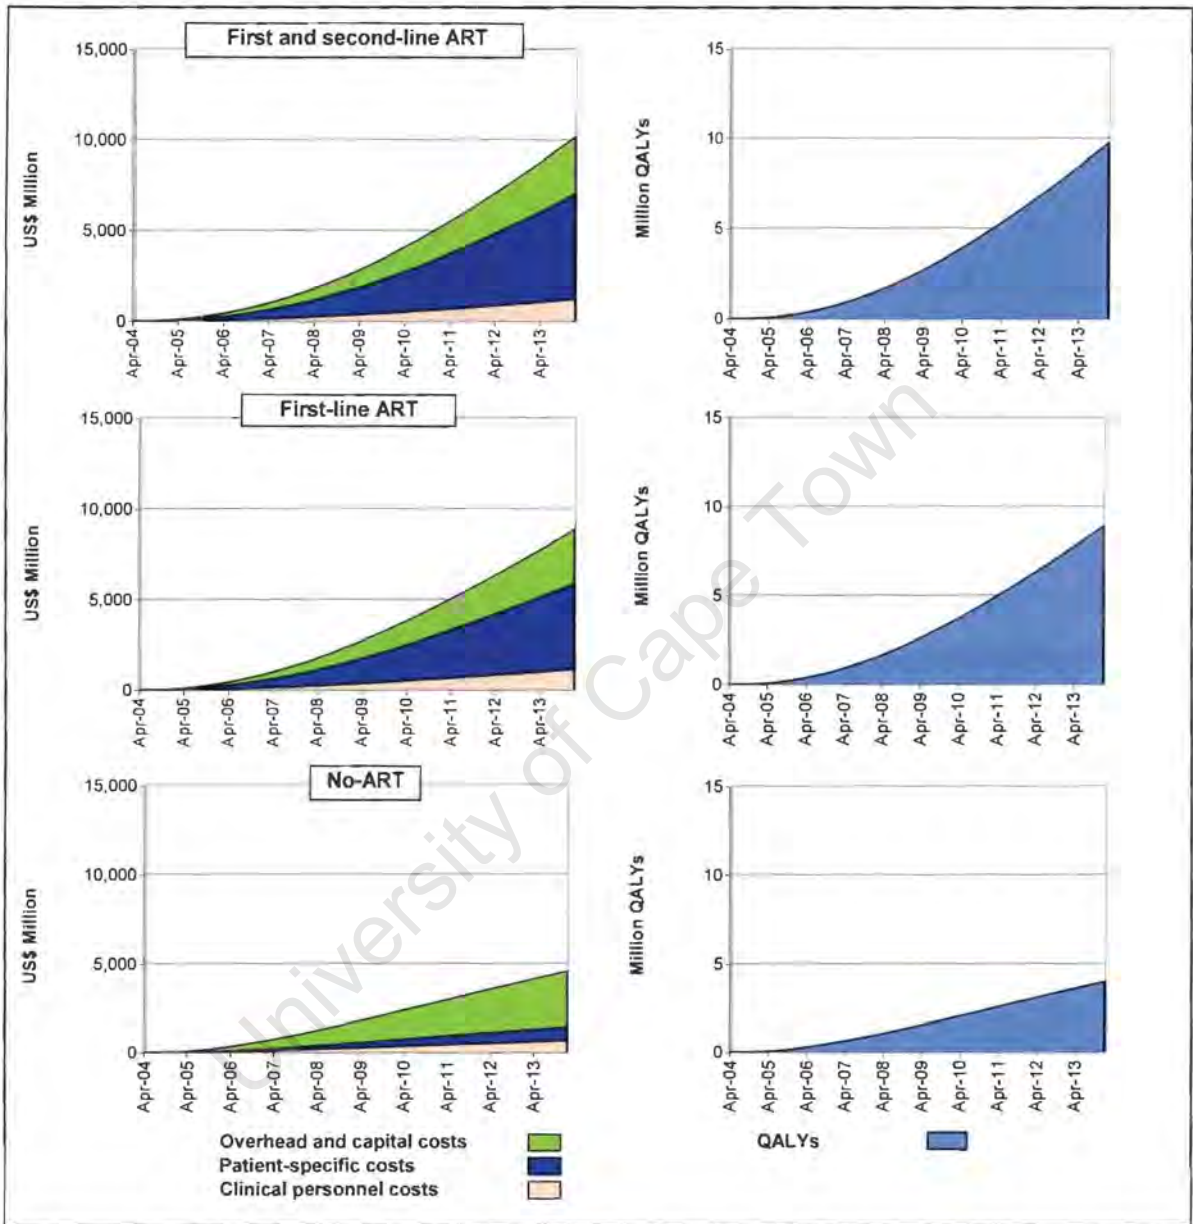 First and second-line ART
US$ Million
15,000
10,000
5,000
0
Apr-04
Apr-05
Apr-06
Apr-07
Apr-08
Apr-09
Apr-10
Apr-11
Apr-12
Apr-13
Million QALYs
15
10
5
0
Apr-04
Apr-05
Apr-06
Apr-07
Apr-08
Apr-09
Apr-10
Apr-11
Apr-12
Apr-13
First-line ART
US$ Million
15,000
10,000
5,000
0
Apr-04
Apr-05
Apr-06
Apr-07
Apr-08
Apr-09
Apr-10
Apr-11
Apr-12
Apr-13
Million QALYs
15
10
5
0
Apr-04
Apr-05
Apr-06
Apr-07
Apr-08
Apr-09
Apr-10
Apr-11
Apr-12
Apr-13
No-ART
US$ Million
15,000
10,000
5,000
0
Apr-04
Apr-05
Apr-06
Apr-07
Apr-08
Apr-09
Apr-10
Apr-11
Apr-12
Apr-13
Million QALYs
15
10
5
0
Apr-04
Apr-05
Apr-06
Apr-07
Apr-08
Apr-09
Apr-10
Apr-11
Apr-12
Apr-13
Overhead and capital costs
Patient-specific costs
Clinical personnel costs
QALYs
University of Cape Town